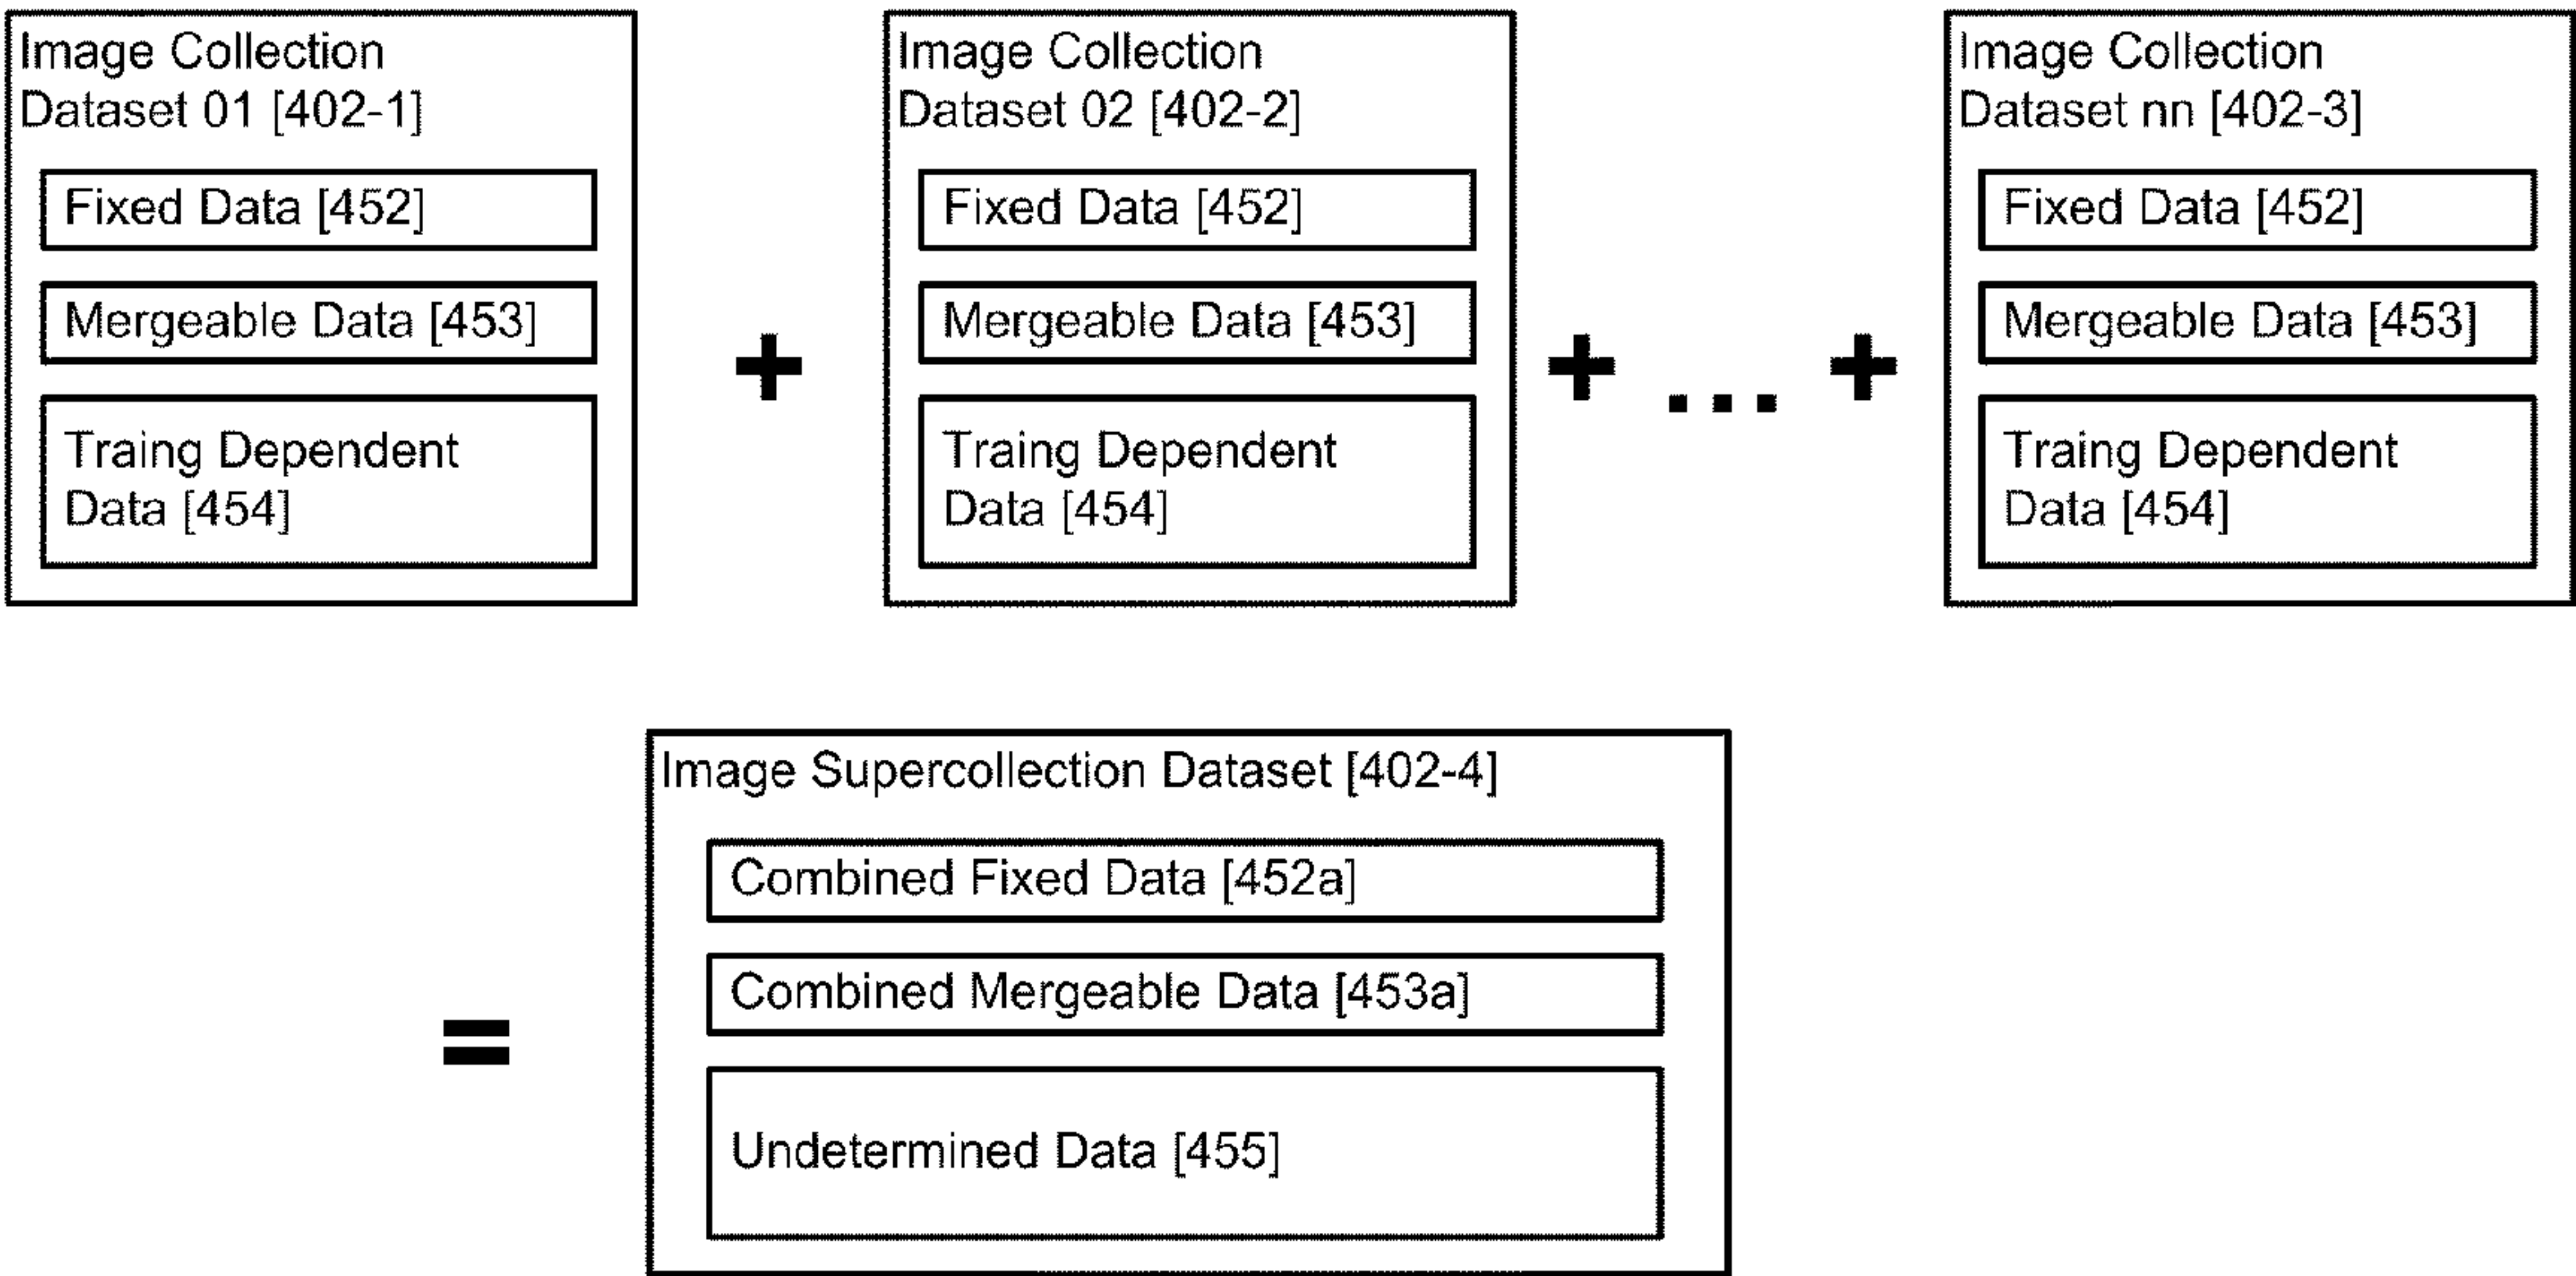 Image Collection
Dataset 01 [402-1]
Fixed Data [452]
Mergeable Data [453]
Traing Dependent
Data [454]
+
Image Collection
Dataset 02 [402-2]
Fixed Data [452]
Mergeable Data [453]
Traing Dependent
Data [454]
+ ... +
Image Collection
Dataset nn [402-3]
Fixed Data [452]
Mergeable Data [453]
Traing Dependent
Data [454]
=
Image Supercollection Dataset [402-4]
Combined Fixed Data [452a]
Combined Mergeable Data [453a]
Undetermined Data [455]